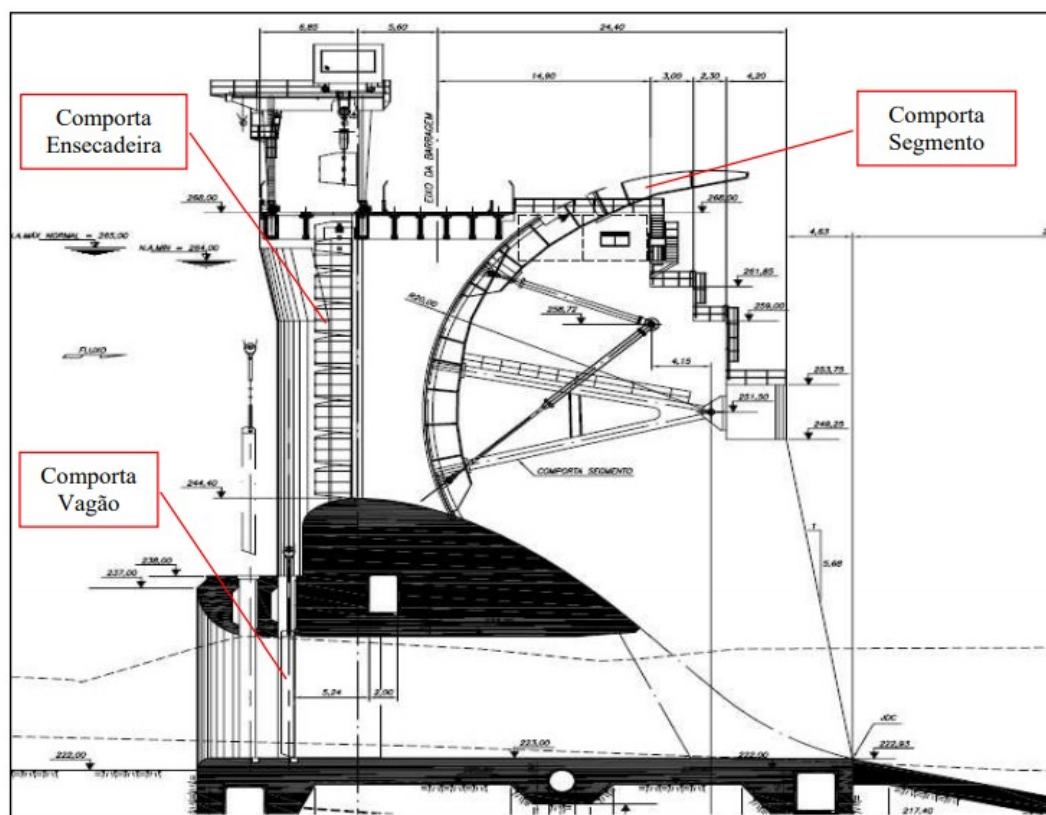 6,85
5,60
24,40
14,90
3,00
2,30
4,20
Comporta
Ensecadeira
Comporta
Segmento
EIXO DA BARRAGEM
268,00
268,00
N.A.MÁX NORMAL = 265,00
N.A.MIN = 264,00
4,63
261,85
259,00
R20,00
258,72
FLUXO
4,15
253,75
251,50
249,25
COMPORTA SEGMENTO
Comporta
Vagão
244,40
1
5,68
238,00
237,00
5,24
2,00
JDC
222,00
223,00
222,00
222,93
217,40